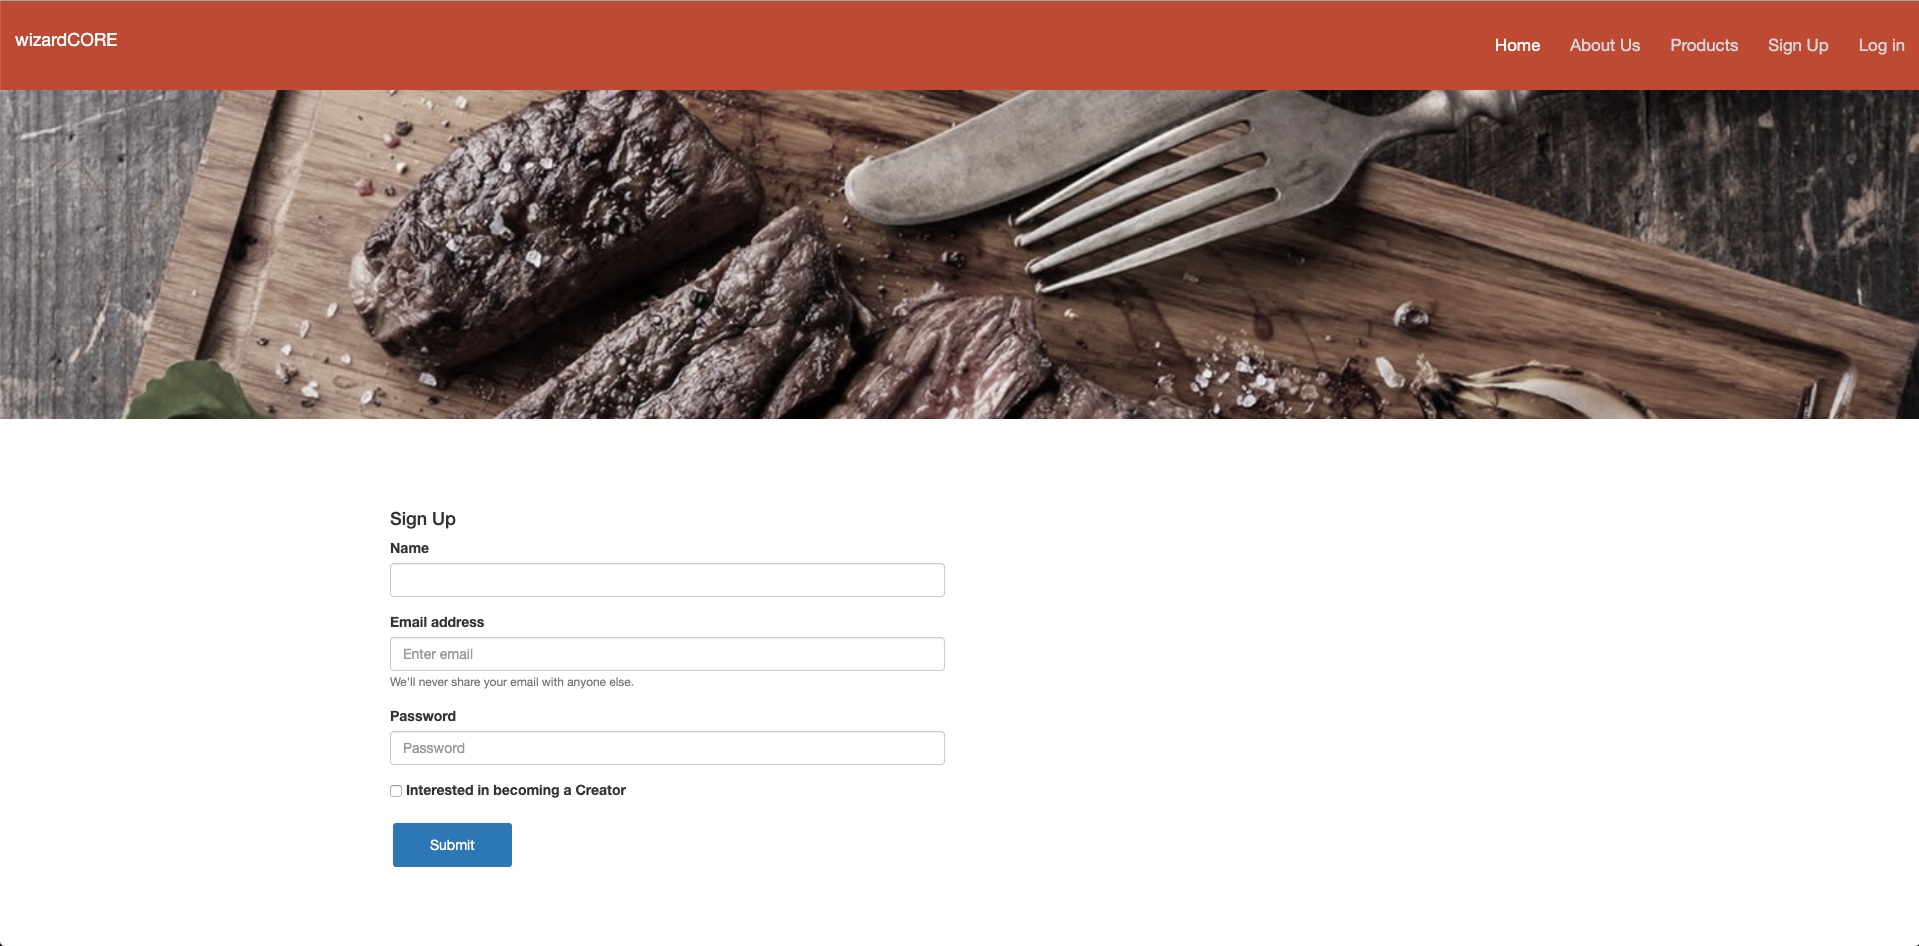 wizardCORE
Home About Us Products Sign Up Log in
Sign Up
Name
Email address
Enter email
We'll never share your email with anyone else.
Password
Password
Interested in becoming a Creator
Submit